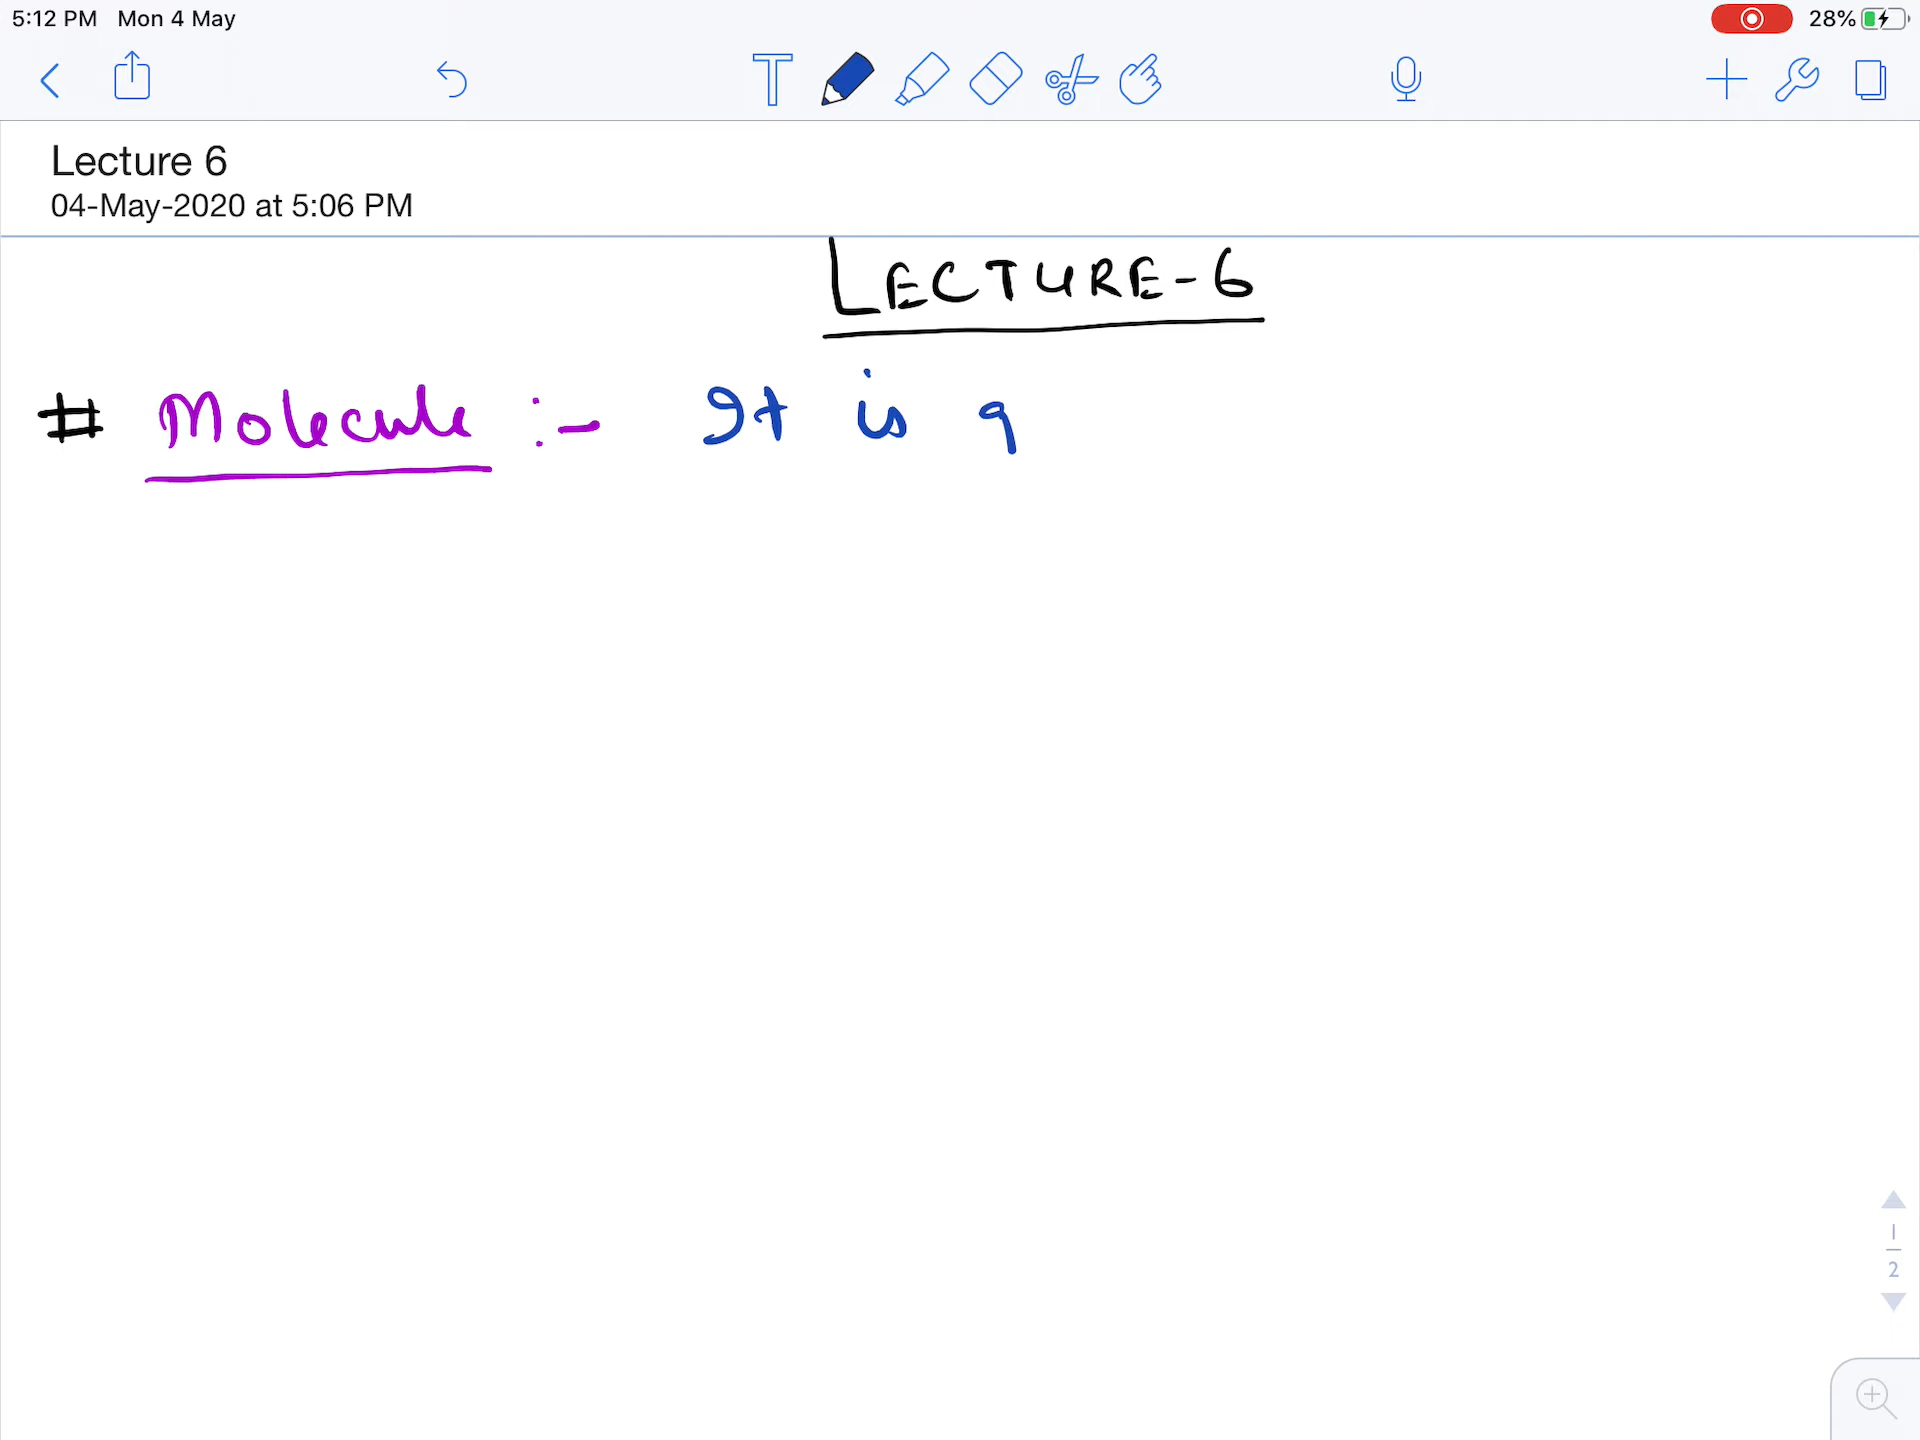 5:12 PM Mon 4 May 28%
T
Lecture 6
04-May-2020 at 5:06 PM
LECTURE-6
# Molecule :- It is a
1
2